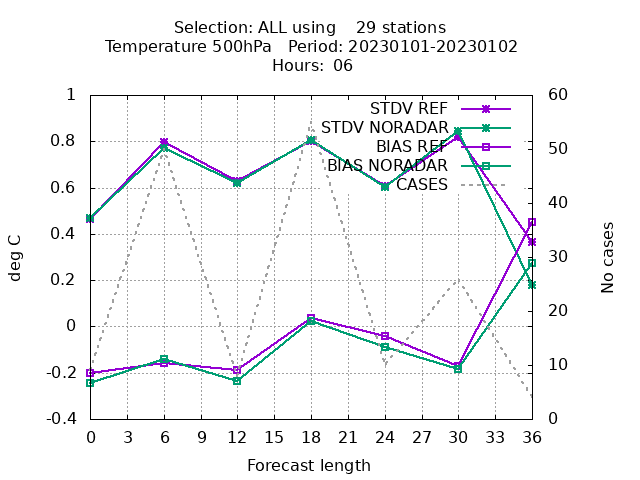 Selection: ALL using 29 stations
Temperature 500hPa Period: 20230101-20230102
Hours: 06
STDV REF
STDV NORADAR
BIAS REF
BIAS NORADAR
CASES
1
0.8
0.6
0.4
0.2
0
-0.2
-0.4
deg C
60
50
40
30
20
10
0
No cases
0 3 6 9 12 15 18 21 24 27 30 33 36
Forecast length